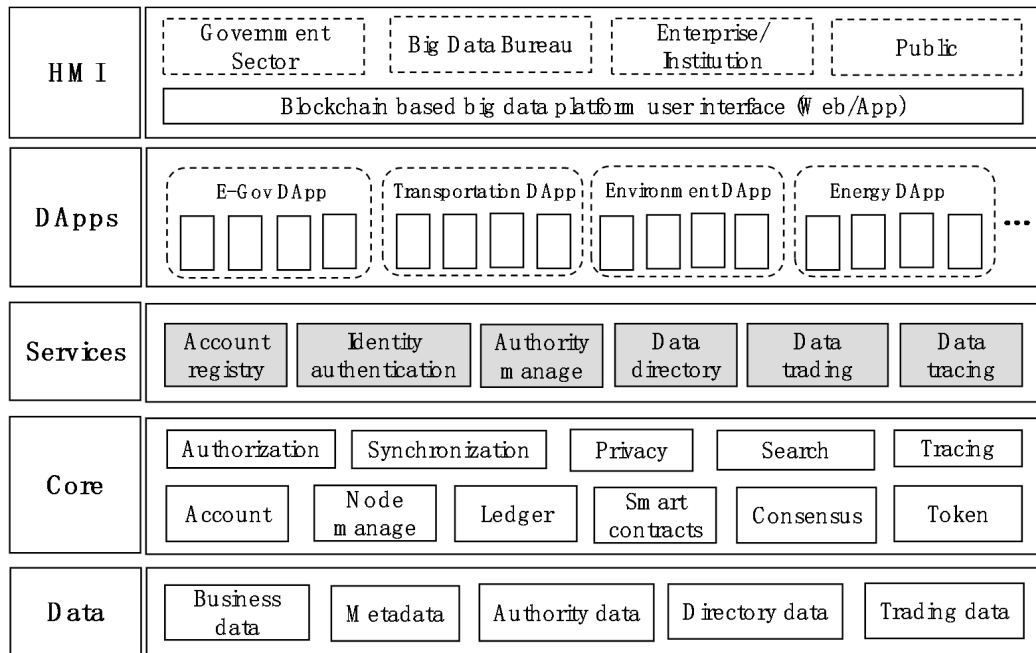 HMI
Government
Sector
Big Data Bureau
Enterprise/
Institution
Public
Blockchain based big data platform user interface (Web/App)
DApps
E-Gov DApp
Transportation DApp
Environment DApp
Energy DApp
...
Services
Account
registry
Identity
authentication
Authority
manage
Data
directory
Data
trading
Data
tracing
Core
Authorization
Synchronization
Privacy
Search
Tracing
Account
Node
manage
Ledger
Smart
contracts
Consensus
Token
Data
Business
data
Metadata
Authority data
Directory data
Trading data